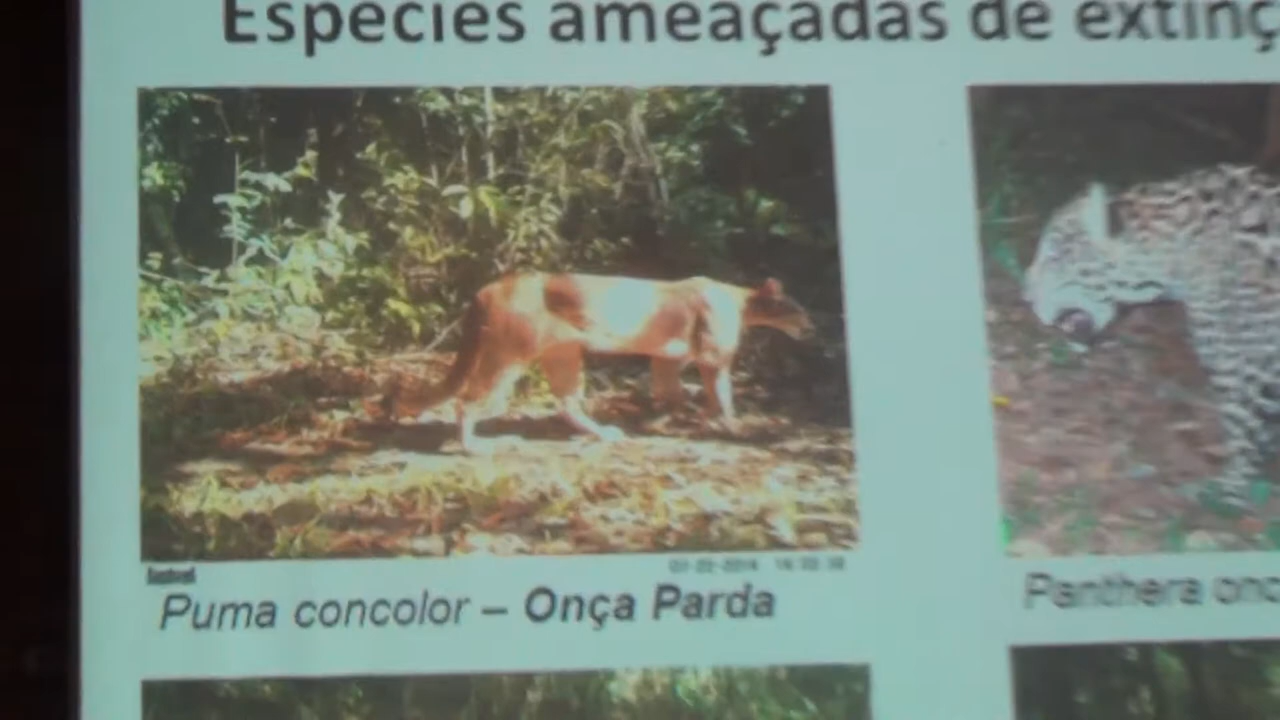 Espécies ameaçadas de extinç
Puma concolor – Onça Parda
Panthera onc